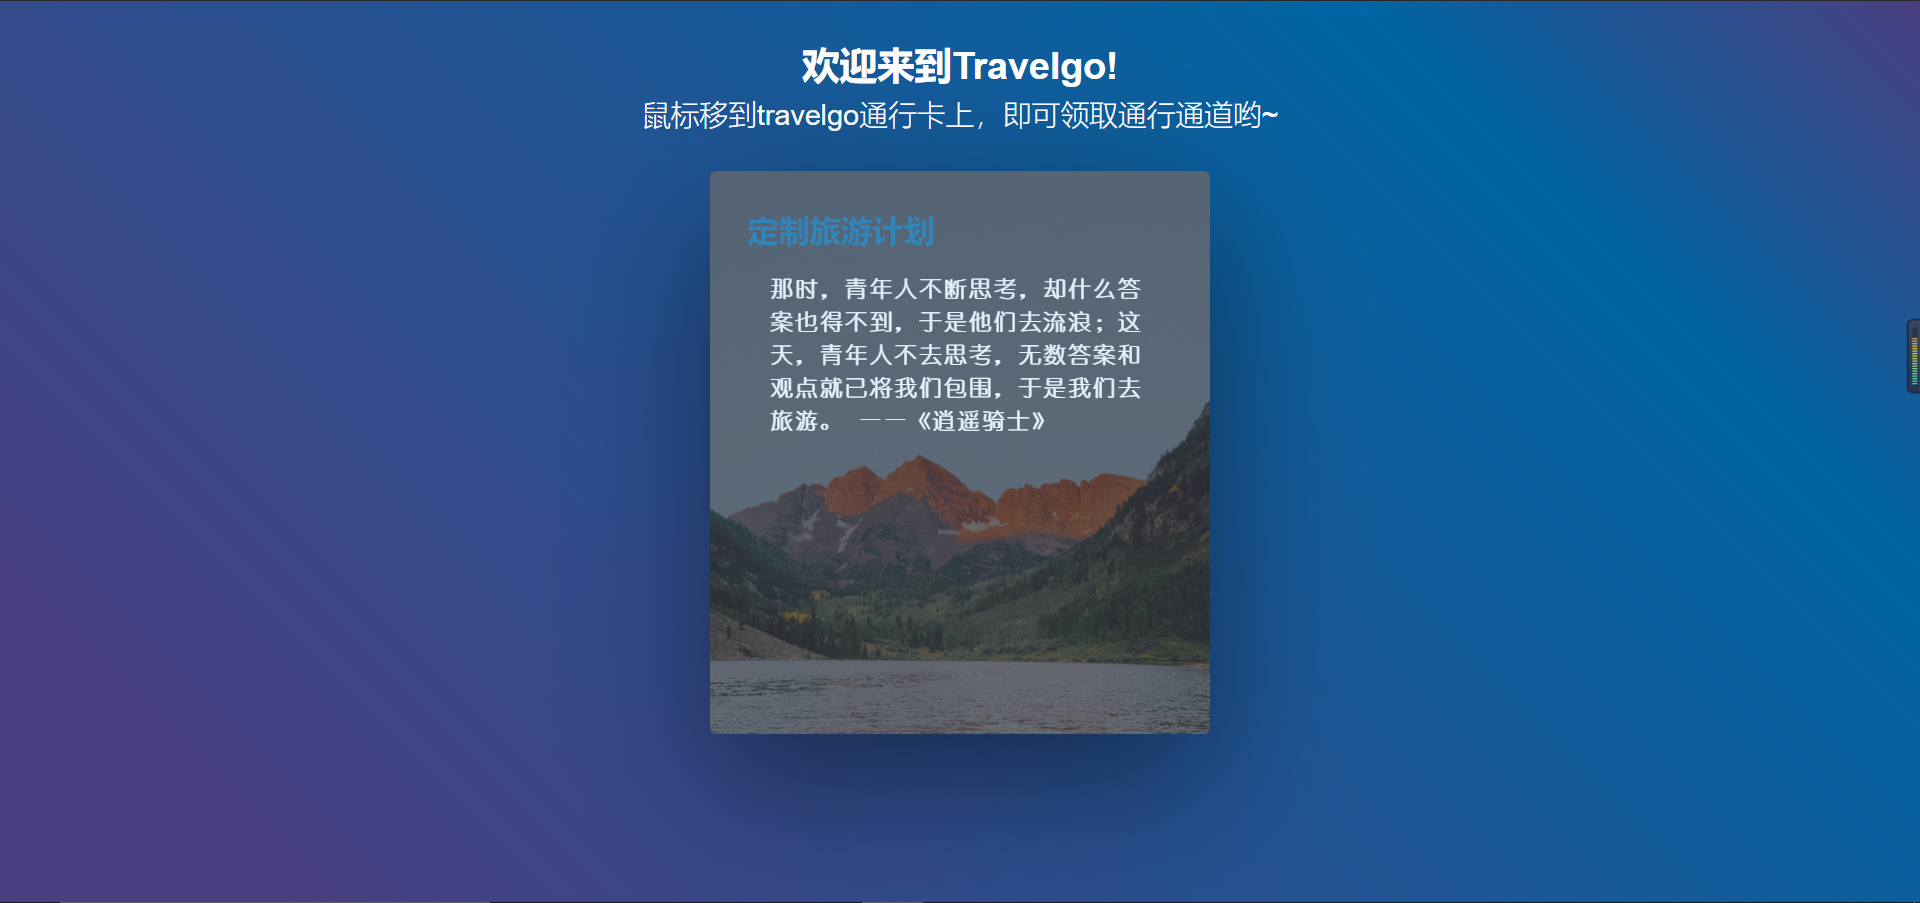 欢迎来到Travelgo!
鼠标移到travelgo通行卡上，即可领取通行通道哟~
定制旅游计划
那时，青年人不断思考，却什么答
案也得不到，于是他们去流浪；这
天，青年人不去思考，无数答案和
观点就已将我们包围，于是我们去
旅游。 ——《逍遥骑士》